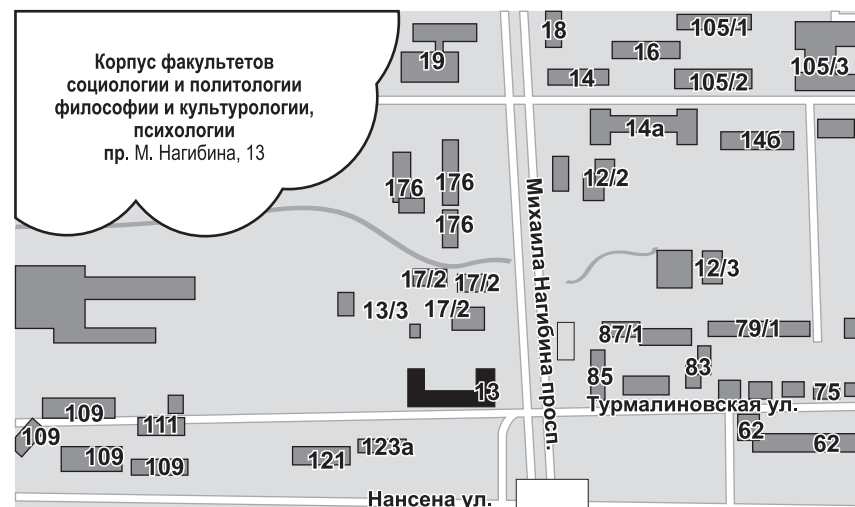 Корпус факультетов
социологии и политологии
философии и культурологии,
психологии
пр. М. Нагибина, 13
18
105/1
19
16
105/3
14
105/2
14а
14б
176
176
12/2
176
Михаила Нагибина просп.
12/3
17/2
17/2
13/3
17/2
87/1
79/1
85
83
13
75
Турмалиновская ул.
109
111
109
62
62
123а
109
109
121
Нансена ул.